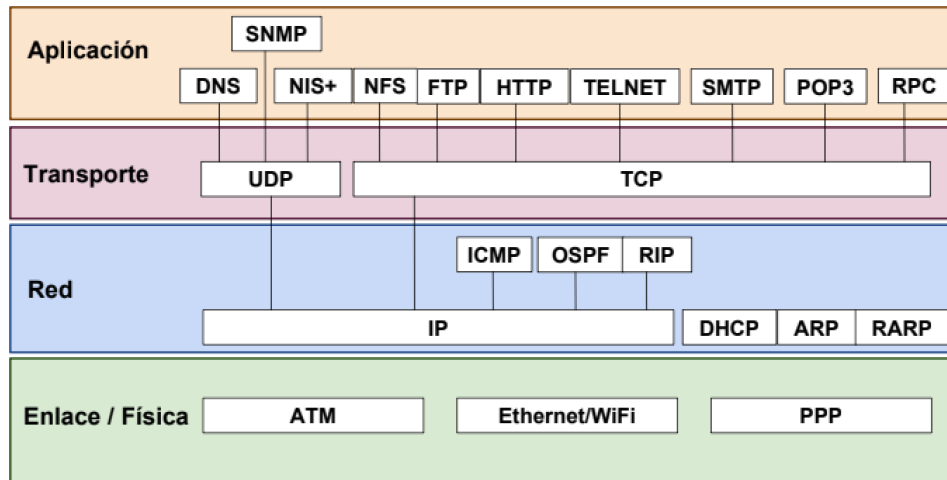 Aplicación
SNMP
DNS NIS+ NFS FTP HTTP TELNET SMTP POP3 RPC
Transporte
UDP TCP
ICMP OSPF RIP
Red
IP DHCP ARP RARP
Enlace / Física
ATM Ethernet/WiFi PPP